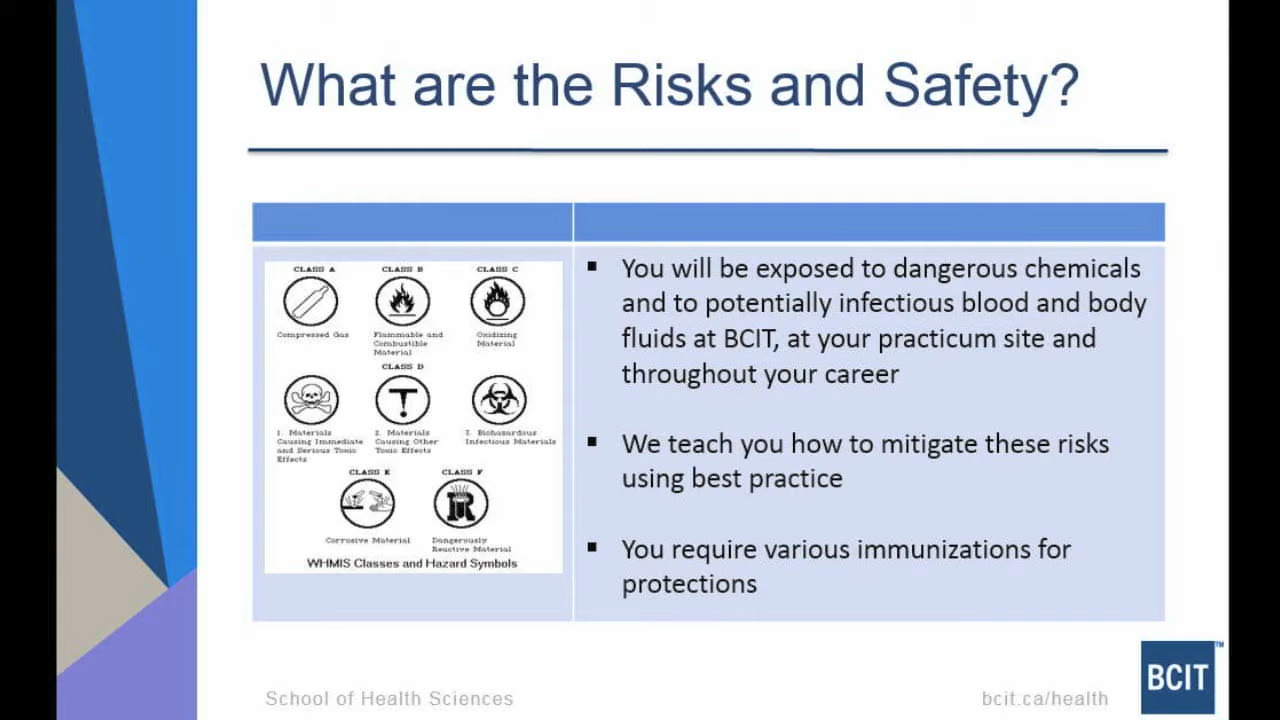 What are the Risks and Safety?
CLASS A
CLASS B
CLASS C
Compressed Gas
Flammable and
Combustible
Material
Oxidizing
Material
CLASS D
1. Materials
Causing Immediate
and Serious Toxic
Effects
2. Materials
Causing Other
Toxic Effects
3. Biohazardous
Infectious Materials
CLASS E
CLASS F
Corrosive Material
Dangerously
Reactive Material
WHMIS Classes and Hazard Symbols
▪ You will be exposed to dangerous chemicals
and to potentially infectious blood and body
fluids at BCIT, at your practicum site and
throughout your career
▪ We teach you how to mitigate these risks
using best practice
▪ You require various immunizations for
protections
School of Health Sciences
bcit.ca/health
BCIT™